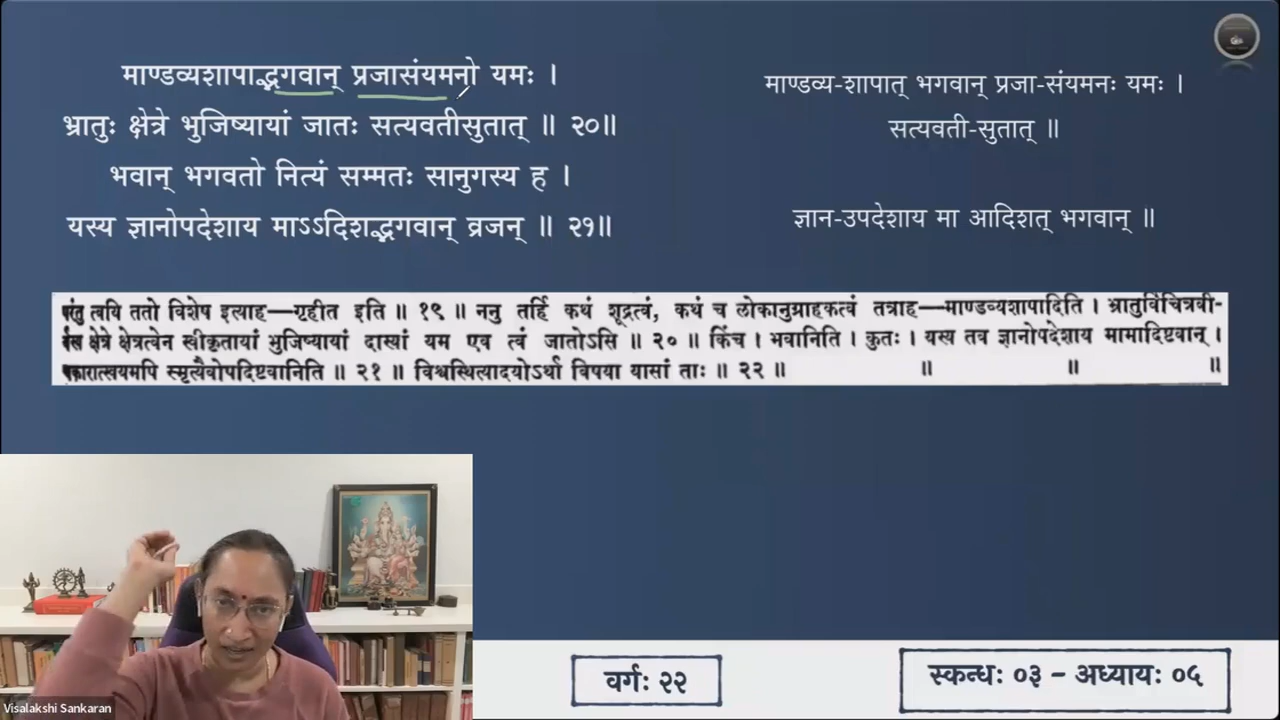 माण्डव्यशापाद्भगवान् प्रजासंयमनो यमः ।
भ्रातुः क्षेत्रे भुजिष्यायां जातः सत्यवतीसुतात् ॥ २०॥
भवान् भगवतो नित्यं सम्मतः सानुगस्य ह ।
यस्य ज्ञानोपदेशाय माऽऽदिशद्भगवान् व्रजन् ॥ २१॥
माण्डव्य-शापात् भगवान् प्रजा-संयमनः यमः ।
सत्यवती-सुतात् ॥
ज्ञान-उपदेशाय मा आदिशत् भगवान् ॥
परंतु त्वयि ततो विशेष इत्याह—गृहीत इति ॥ १९ ॥ ननु तर्हि कथं शूद्रत्वं, कथं च लोकानुग्राहकत्वं तत्राह—माण्डव्यशापादिति । भ्रातुर्विचित्रवी-
क्षेत्रे क्षेत्रत्वेन स्वीकृतायां भुजिष्यायां दास्यां यम एव त्वं जातोऽसि ॥ २० ॥ किंच । भवानिति । कुतः । यस्य तव ज्ञानोपदेशाय मामादिष्टवान् ।
स्मृत्यैवोपदिष्टवानिति ॥ २१ ॥ विश्वस्थित्यादयोऽर्था विषया यासां ताः ॥ २२ ॥ ॥ ॥ ॥
वर्गः २२
स्कन्धः ०३ – अध्यायः ०५
Visalakshi Sankaran